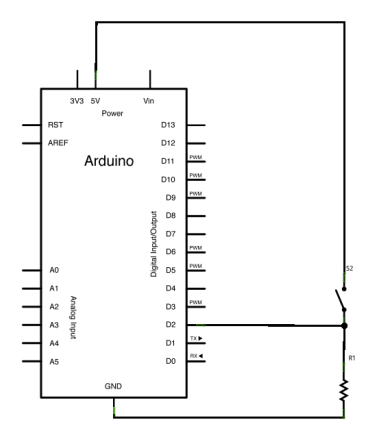 3V3 5V Vin
Power
RST D13
AREF D12
Arduino
D11 PWM
D10 PWM
D9 PWM
D8
D7
D6 PWM
Digital Input/Output
A0 D5 PWM
A1 D4
A2 D3 PWM
Analog Input
A3 D2
A4 D1 TX ▶
A5 D0 RX ◀
GND
S2
R1